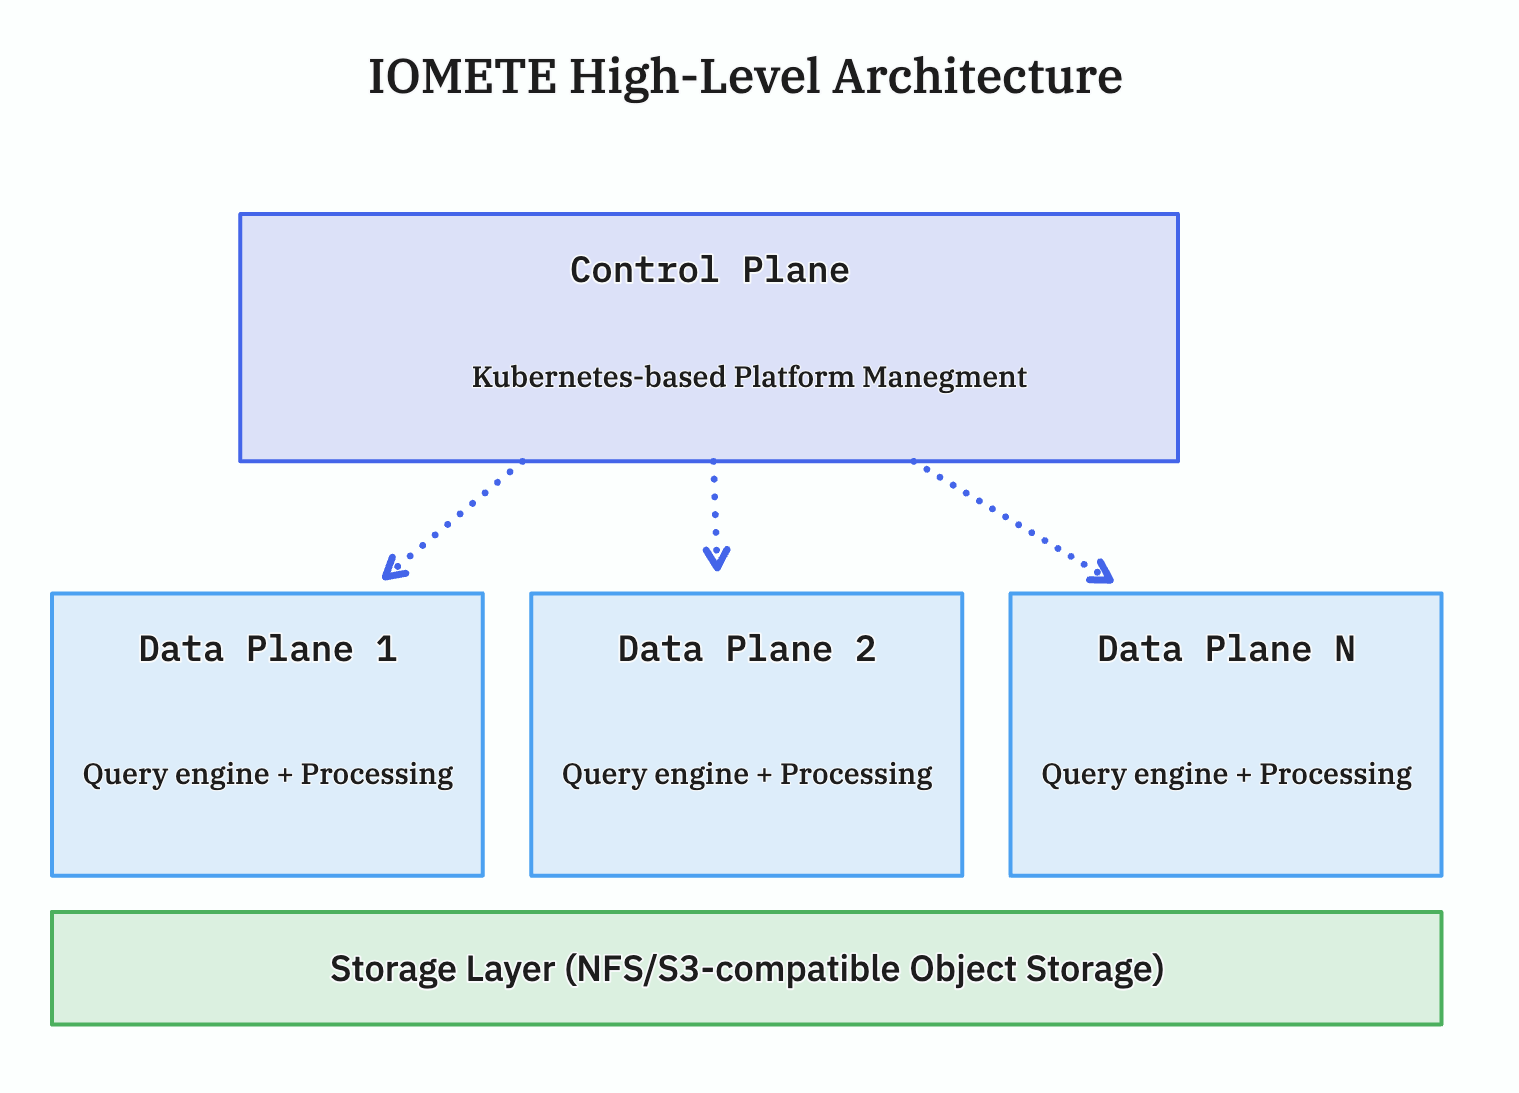 IOMETE High-Level Architecture
Control Plane
Kubernetes-based Platform Manegment
Data Plane 1
Query engine + Processing
Data Plane 2
Query engine + Processing
Data Plane N
Query engine + Processing
Storage Layer (NFS/S3-compatible Object Storage)